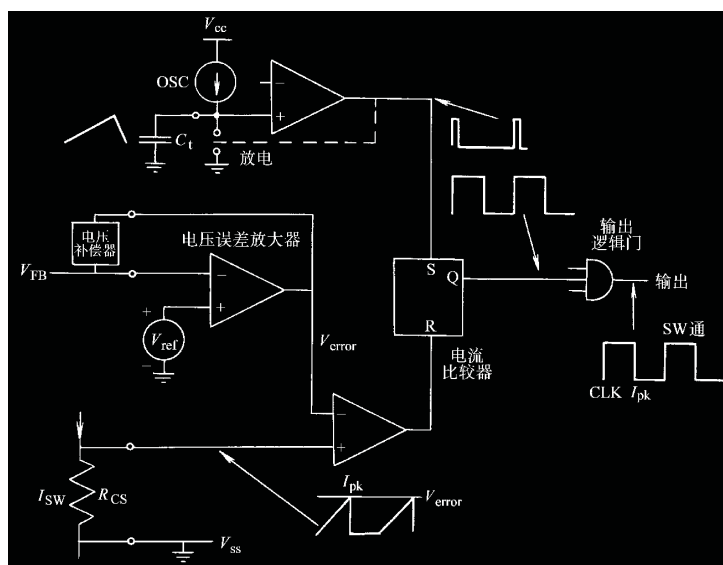 Vcc
OSC
Ct
放电
电压
补偿器
电压误差放大器
VFB
Vref
Verror
S
Q
R
电流
比较器
输出
逻辑门
输出
SW通
CLK Ipk
Ipk
Verror
ISW
RCS
Vss